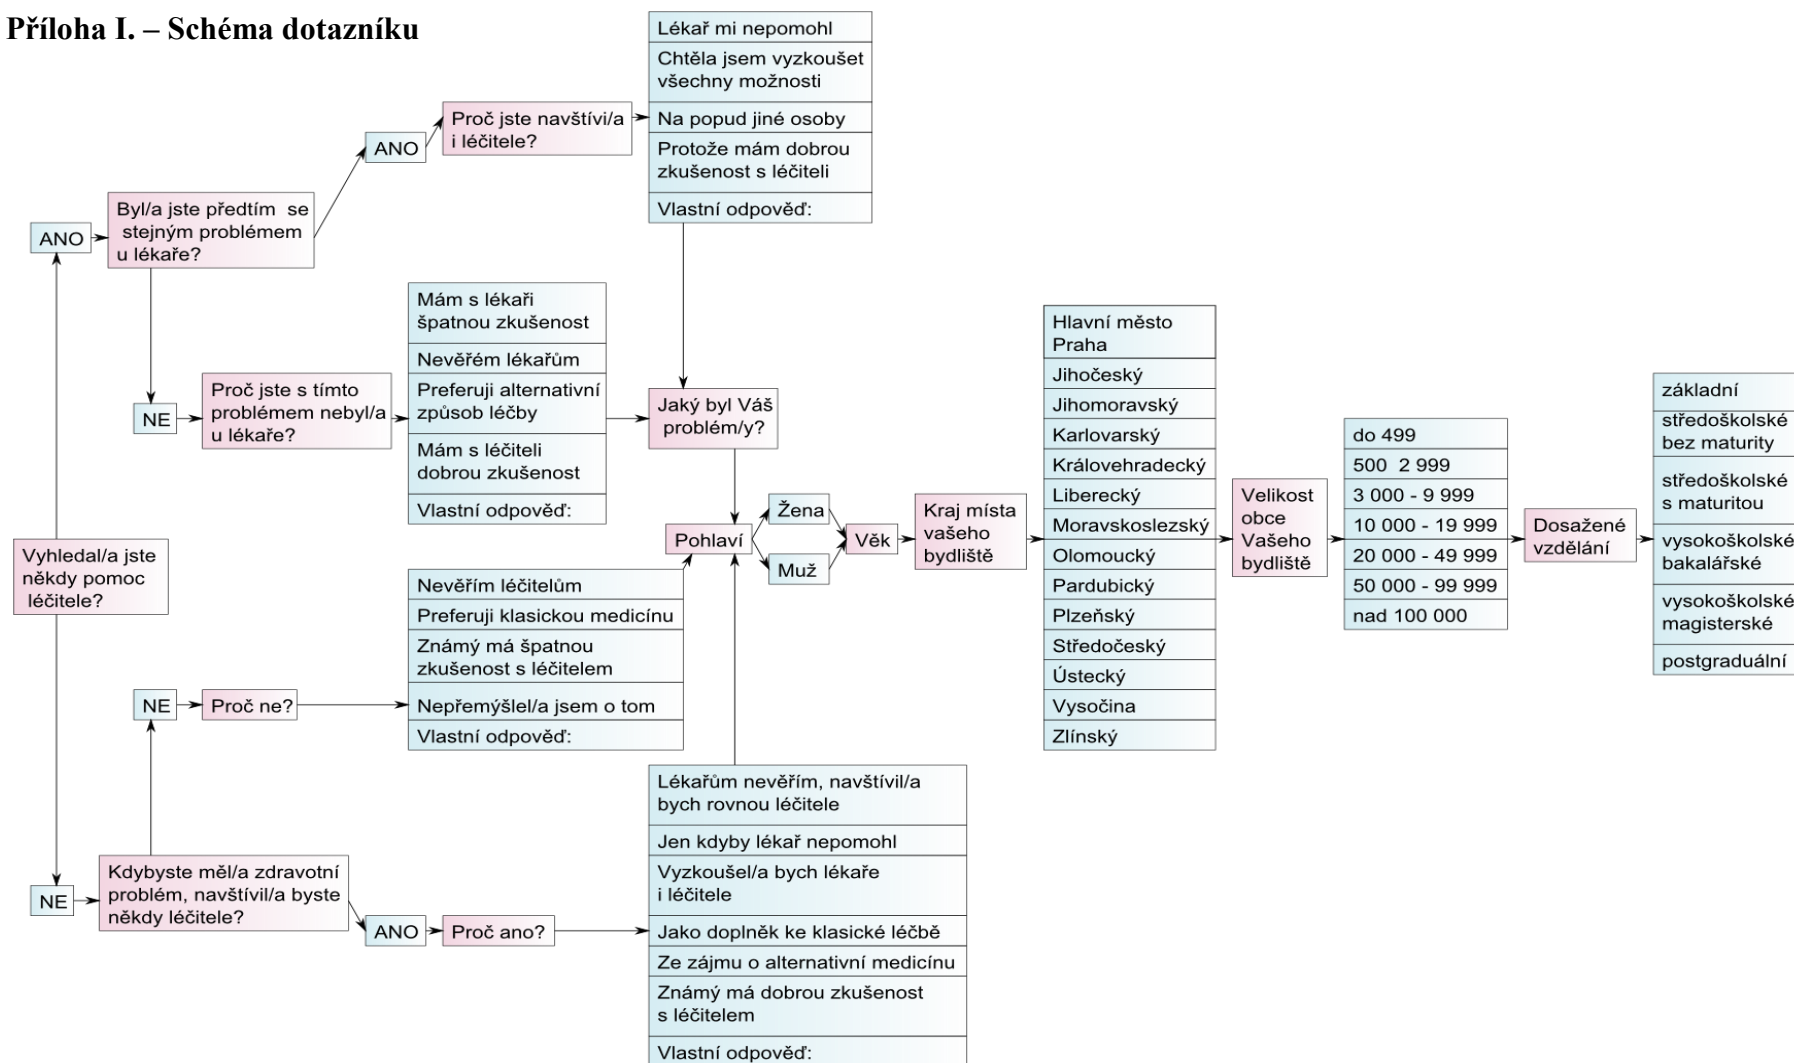 Příloha I. – Schéma dotazníku
Lékař mi nepomohl
Chtěla jsem vyzkoušet
všechny možnosti
Na popud jiné osoby
Protože mám dobrou
zkušenost s léčiteli
Vlastní odpověď:
Proč jste navštívi/a
i léčitele?
ANO
Byl/a jste předtím se
stejným problémem
u lékaře?
ANO
Mám s lékaři
špatnou zkušenost
Nevěřém lékařům
Preferuji alternativní
způsob léčby
Mám s léčiteli
dobrou zkušenost
Vlastní odpověď:
NE
Proč jste s tímto
problémem nebyl/a
u lékaře?
Jaký byl Váš
problém/y?
Vyhledal/a jste
někdy pomoc
léčitele?
Pohlaví
Žena
Muž
Věk
Kraj místa
vašeho
bydliště
Hlavní město
Praha
Jihočeský
Jihomoravský
Karlovarský
Královehradecký
Liberecký
Moravskoslezský
Olomoucký
Pardubický
Plzeňský
Středočeský
Ústecký
Vysočina
Zlínský
Velikost
obce
Vašeho
bydliště
do 499
500 2 999
3 000 - 9 999
10 000 - 19 999
20 000 - 49 999
50 000 - 99 999
nad 100 000
Dosažené
vzdělání
základní
středoškolské
bez maturity
středoškolské
s maturitou
vysokoškolské
bakalářské
vysokoškolské
magisterské
postgraduální
Nevěřím léčitelům
Preferuji klasickou medicínu
Známý má špatnou
zkušenost s léčitelem
Nepřemýšlel/a jsem o tom
Vlastní odpověď:
NE
Proč ne?
NE
Kdybyste měl/a zdravotní
problém, navštívil/a byste
někdy léčitele?
ANO
Proč ano?
Lékařům nevěřím, navštívil/a
bych rovnou léčitele
Jen kdyby lékař nepomohl
Vyzkoušel/a bych lékaře
i léčitele
Jako doplněk ke klasické léčbě
Ze zájmu o alternativní medicínu
Známý má dobrou zkušenost
s léčitelem
Vlastní odpověď: